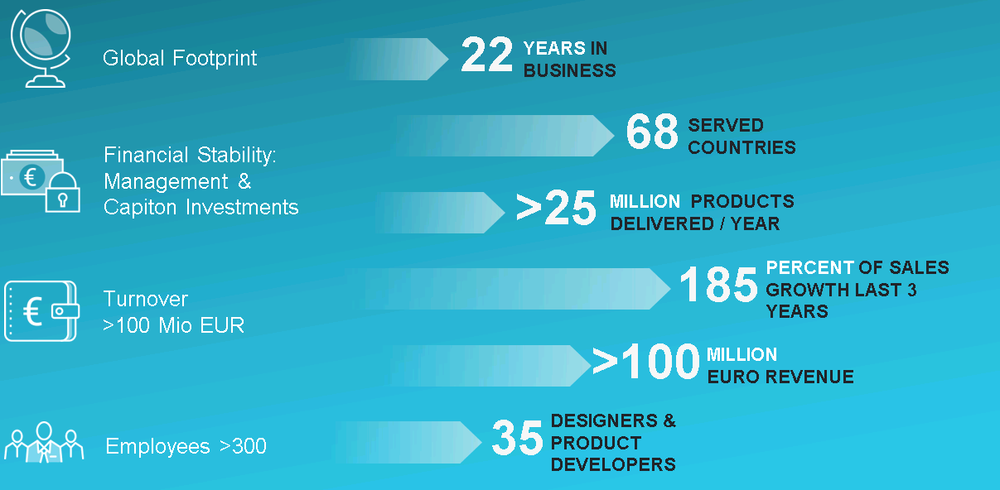 Global Footprint
22 YEARS IN
BUSINESS
68 SERVED
COUNTRIES
Financial Stability:
Management &
Capiton Investments
>25 MILLION PRODUCTS
DELIVERED / YEAR
185 PERCENT OF SALES
GROWTH LAST 3
YEARS
Turnover
>100 Mio EUR
>100 MILLION
EURO REVENUE
Employees >300
35 DESIGNERS &
PRODUCT
DEVELOPERS